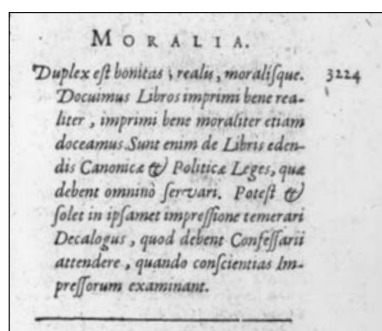 MORALIA.
Duplex eſt bonitas, realis, moraliſque. 3224
Docuimus Libros imprimi bene rea-
liter, imprimi bene moraliter etiam
doceamus. Sunt enim de Libris eden-
dis Canonicæ & Politicæ Leges, quæ
debent omninò ſervari. Poteſt &
ſolet in ipſamet impreſſione temerari
Decalogus, quod debent Confeſſarii
attendere, quando conſcientias Im-
preſſorum examinant.